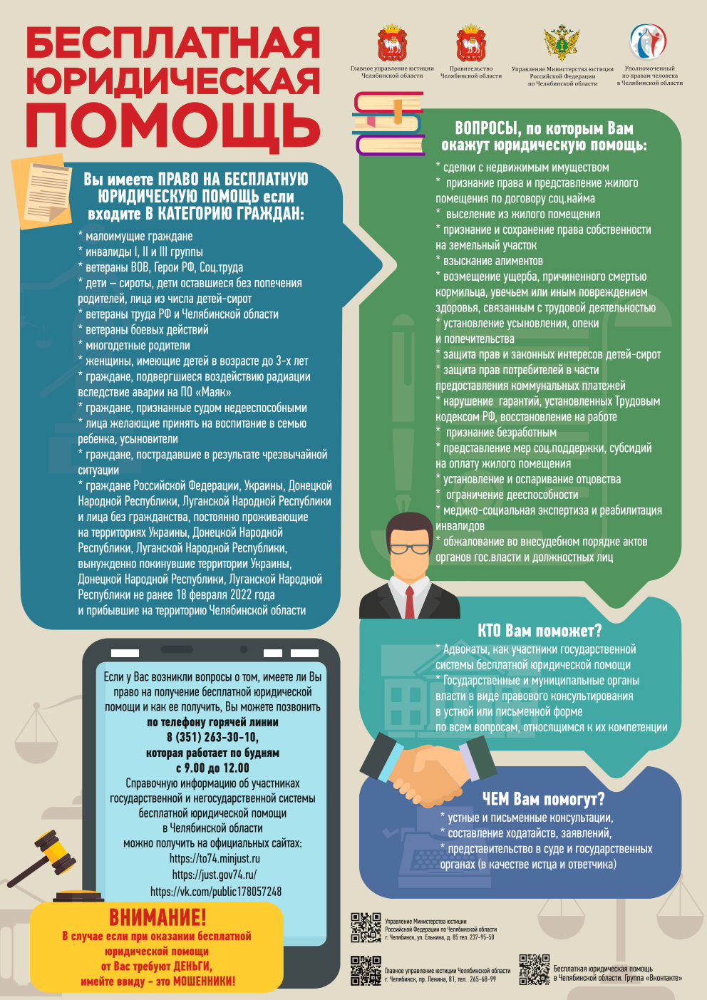 БЕСПЛАТНАЯ
ЮРИДИЧЕСКАЯ
ПОМОЩЬ
Главное управление юстиции
Челябинской области
Правительство
Челябинской области
Управление Министерства юстиции
Российской Федерации
по Челябинской области
Уполномоченный
по правам человека
в Челябинской области
Вы имеете ПРАВО НА БЕСПЛАТНУЮ
ЮРИДИЧЕСКУЮ ПОМОЩЬ если
входите В КАТЕГОРИЮ ГРАЖДАН:
* малоимущие граждане
* инвалиды I, II и III группы
* ветераны ВОВ, Герои РФ, Соц.труда
* дети – сироты, дети оставшиеся без попечения
родителей, лица из числа детей-сирот
* ветераны труда РФ и Челябинской области
* ветераны боевых действий
* многодетные родители
* женщины, имеющие детей в возрасте до 3-х лет
* граждане, подвергшиеся воздействию радиации
вследствие аварии на ПО «Маяк»
* граждане, признанные судом недееспособными
* лица желающие принять на воспитание в семью
ребенка, усыновители
* граждане, пострадавшие в результате чрезвычайной
ситуации
* граждане Российской Федерации, Украины, Донецкой
Народной Республики, Луганской Народной Республики
и лица без гражданства, постоянно проживающие
на территориях Украины, Донецкой Народной
Республики, Луганской Народной Республики,
вынужденно покинувшие территории Украины,
Донецкой Народной Республики, Луганской Народной
Республики не ранее 18 февраля 2022 года
и прибывшие на территорию Челябинской области
ВОПРОСЫ, по которым Вам
окажут юридическую помощь:
* сделки с недвижимым имуществом
* признание права и представление жилого
помещения по договору соц.найма
* выселение из жилого помещения
* признание и сохранение права собственности
на земельный участок
* взыскание алиментов
* возмещение ущерба, причиненного смертью
кормильца, увечьем или иным повреждением
здоровья, связанным с трудовой деятельностью
* установление усыновления, опеки
и попечительства
* защита прав и законных интересов детей-сирот
* защита прав потребителей в части
предоставления коммунальных платежей
* нарушение гарантий, установленных Трудовым
кодексом РФ, восстановление на работе
* признание безработным
* представление мер соц.поддержки, субсидий
на оплату жилого помещения
* установление и оспаривание отцовства
* ограничение дееспособности
* медико-социальная экспертиза и реабилитация
инвалидов
* обжалование во внесудебном порядке актов
органов гос.власти и должностных лиц
КТО Вам поможет?
* Адвокаты, как участники государственной
системы бесплатной юридической помощи
* Государственные и муниципальные органы
власти в виде правового консультирования
в устной или письменной форме
по всем вопросам, относящимся к их компетенции
ЧЕМ Вам помогут?
* устные и письменные консультации,
* составление ходатайств, заявлений,
* представительство в суде и государственных
органах (в качестве истца и ответчика)
Если у Вас возникли вопросы о том, имеете ли Вы
право на получение бесплатной юридической
помощи и как ее получить, Вы можете позвонить
по телефону горячей линии
8 (351) 263-30-10,
которая работает по будням
с 9.00 до 12.00
Справочную информацию об участниках
государственной и негосударственной системы
бесплатной юридической помощи
в Челябинской области
можно получить на официальных сайтах:
https://to74.minjust.ru
https://just.gov74.ru/
https://vk.com/public178057248
ВНИМАНИЕ!
В случае если при оказании бесплатной
юридической помощи
от Вас требуют ДЕНЬГИ,
имейте ввиду - это МОШЕННИКИ!
Управление Министерства юстиции
Российской Федерации по Челябинской области
г. Челябинск, ул. Елькина, д. 85 тел. 237-95-50
Главное управление юстиции Челябинской области
г. Челябинск, пр. Ленина, 81, тел. 265-68-99
Бесплатная юридическая помощь
в Челябинской области. Группа «Вконтакте»